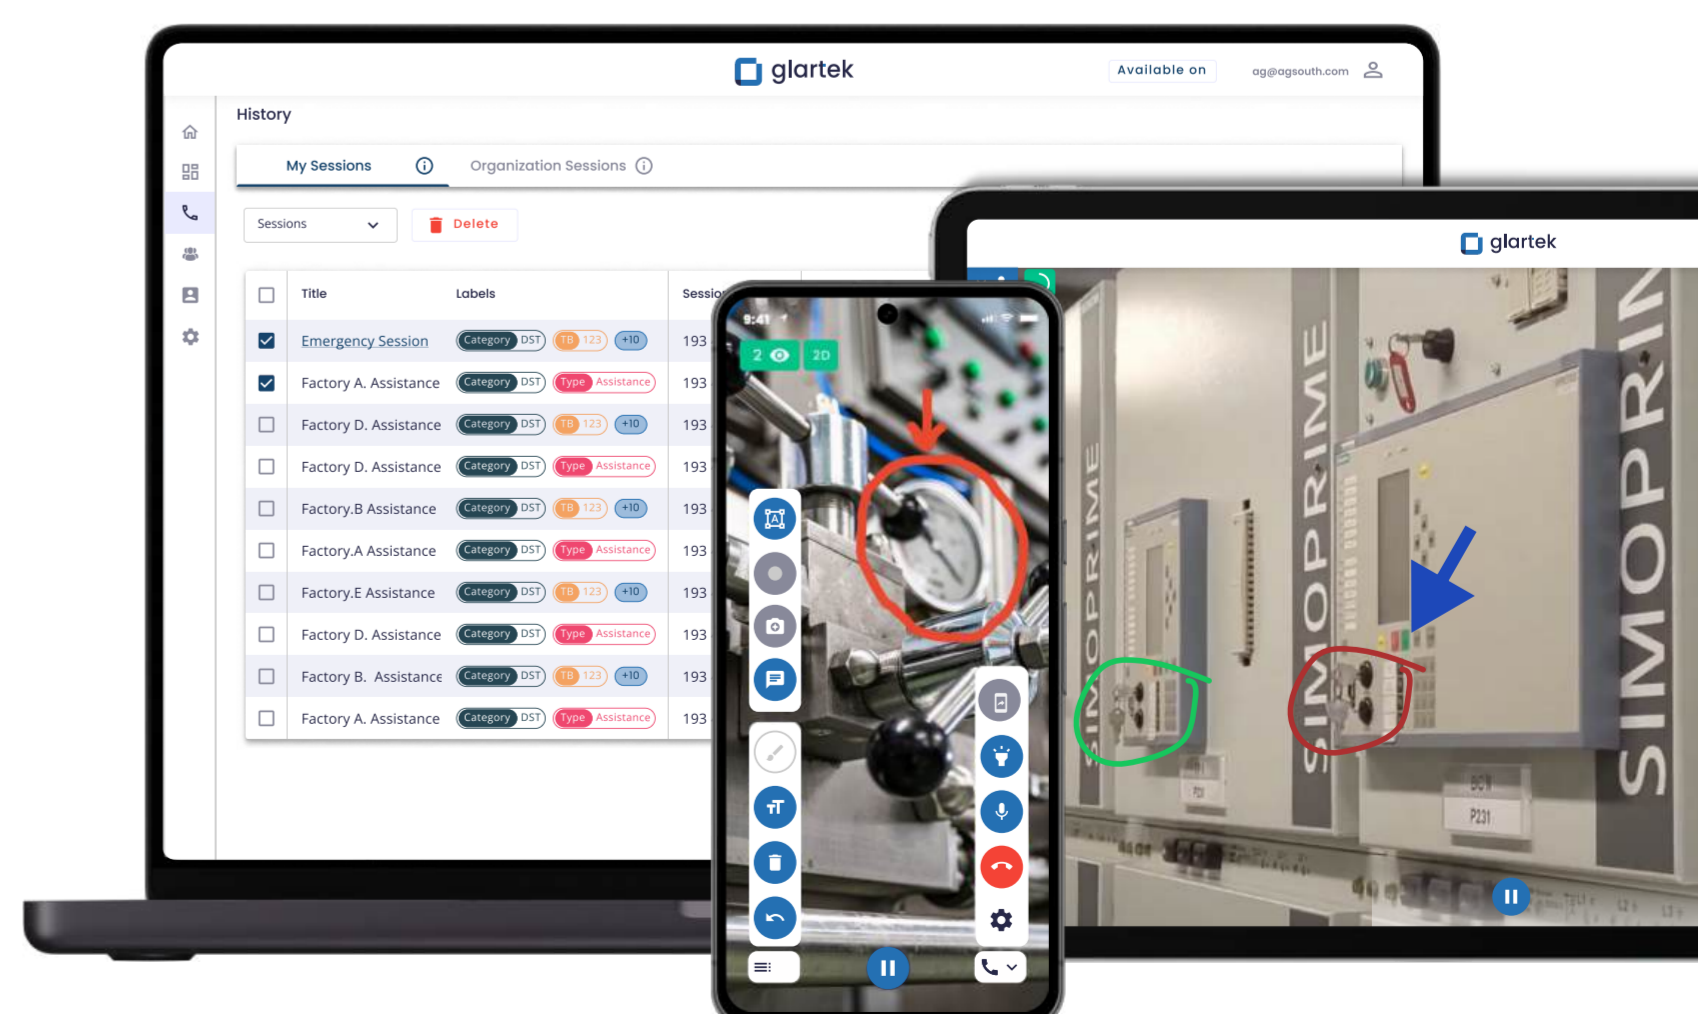 glartek
Available on
ag@agsouth.com
History
My Sessions
Organization Sessions
Sessions
Delete
Title Labels
Emergency Session Category DST TB 123 +10 193
Factory A. Assistance Category DST Type Assistance 193
Factory D. Assistance Category DST TB 123 +10 193
Factory D. Assistance Category DST Type Assistance 193
Factory.B Assistance Category DST TB 123 +10 193
Factory.A Assistance Category DST Type Assistance 193
Factory.E Assistance Category DST TB 123 +10 193
Factory D. Assistance Category DST Type Assistance 193
Factory B. Assistance Category DST TB 123 +10 193
Factory A. Assistance Category DST Type Assistance 193
9:41
2 2D
A
TT
glartek
SIMOPRIME
SIMOPRIME
SIMOPRIM
P231